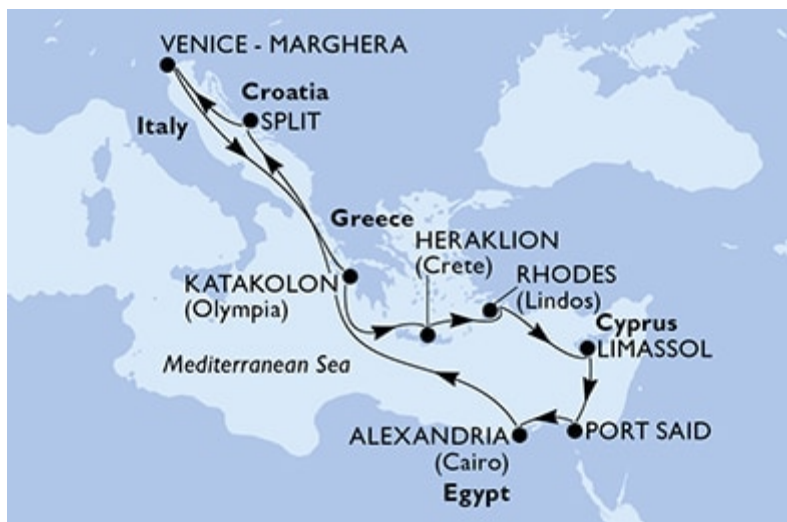 VENICE - MARGHERA
Croatia
SPLIT
Italy
Greece
HERAKLION
(Crete)
KATAKOLON
(Olympia)
RHODES
(Lindos)
Cyprus
LIMASSOL
Mediterranean Sea
ALEXANDRIA
(Cairo)
PORT SAID
Egypt